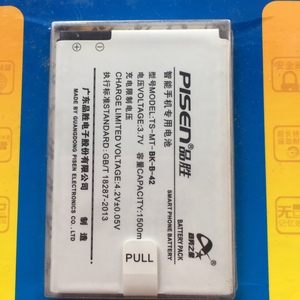 PISEN品胜
智能手机专用电池
SMART PHONE BATTERY
型号MODEL:TS-MT-BK-B-42
电压VOLTAGE:3.7V 容量CAPACITY:1500m
充电限制电压
CHARGE LIMITED VOLTAGE:4.2V±0.05V
执行标准STANDARD:GB/T 18287-2013
广东品胜电子股份有限公司 制造
MADE BY GUANGDONG PISEN
ELECTRONICS CO., LTD.
BATTERY PACK
PULL